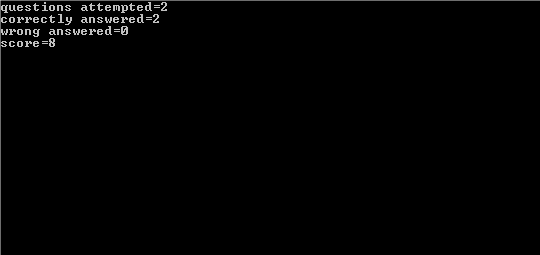 questions attempted=2
correctly answered=2
wrong answered=0
score=8